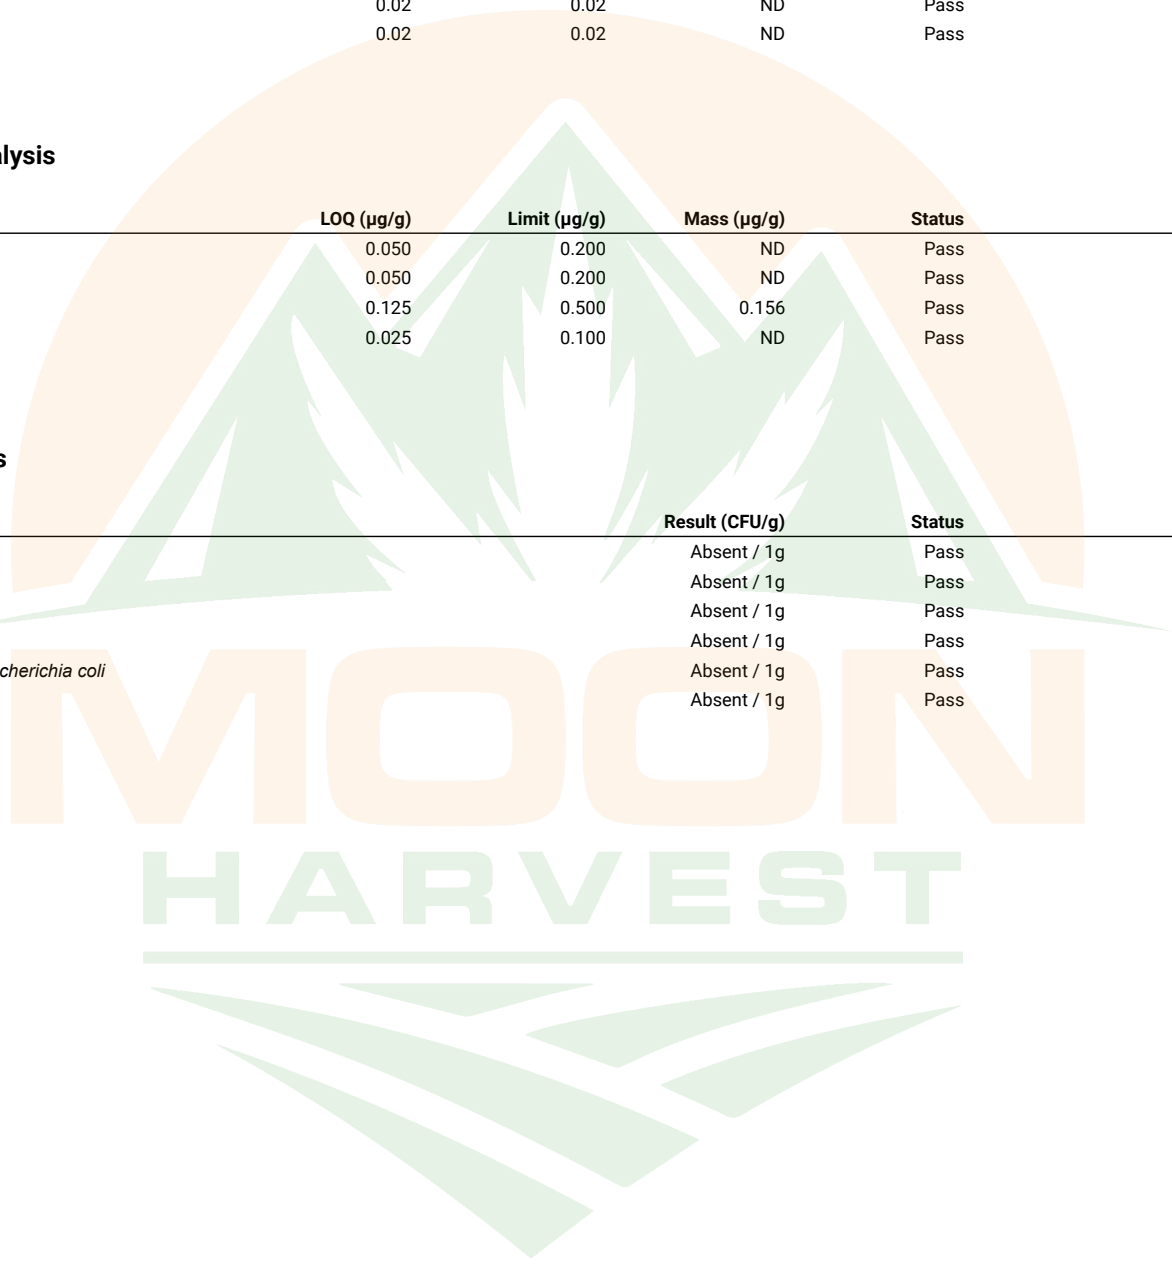 0.02 0.02 ND Pass
0.02 0.02 ND Pass
alysis
LOQ (µg/g) Limit (µg/g) Mass (µg/g) Status
0.050 0.200 ND Pass
0.050 0.200 ND Pass
0.125 0.500 0.156 Pass
0.025 0.100 ND Pass
s
Result (CFU/g) Status
Absent / 1g Pass
Absent / 1g Pass
Absent / 1g Pass
Absent / 1g Pass
cherichia coli Absent / 1g Pass
Absent / 1g Pass
MOON
HARVEST